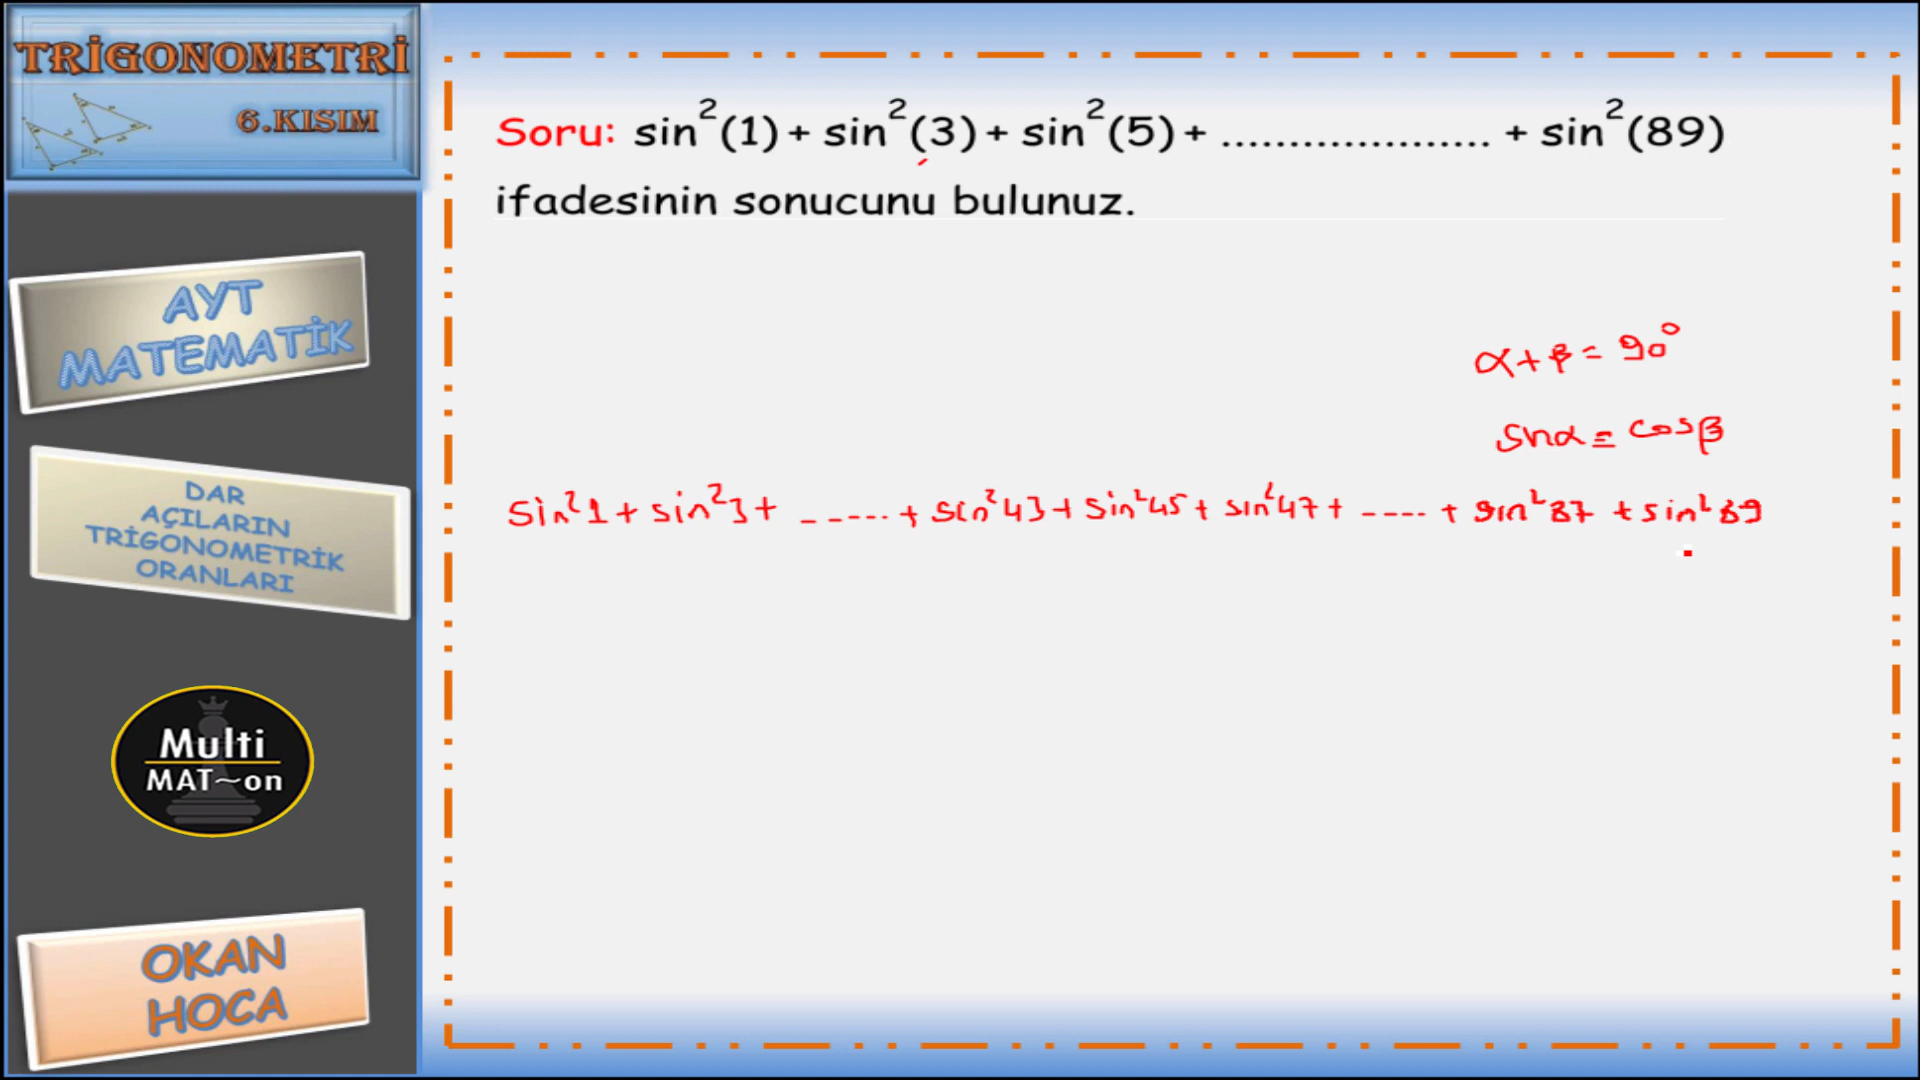 TRİGONOMETRİ
6.KISIM
AYT
MATEMATİK
DAR
AÇILARIN
TRİGONOMETRİK
ORANLARI
Multi
MAT~on
OKAN
HOCA
Soru: sin²(1) + sin²(3) + sin²(5) + ..................... + sin²(89)
ifadesinin sonucunu bulunuz.
α+β = 90°
sinα = cosβ
sin²1 + sin²3 + ------ + sin²43 + sin²45 + sin²47 + ---- + sin²87 + sin²89